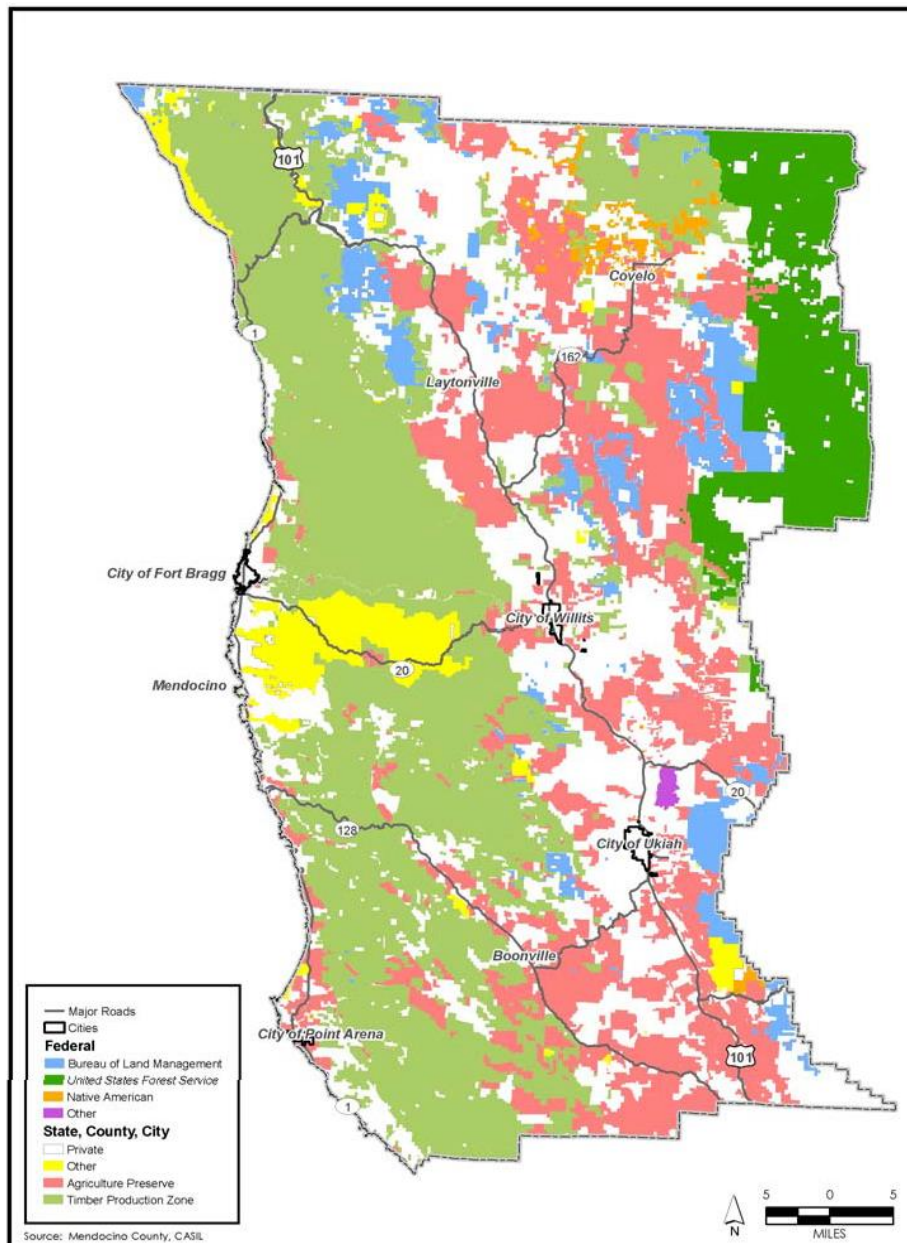 101
Covelo
1
162
Laytonville
City of Fort Bragg
City of Willits
20
Mendocino
20
128
City of Ukiah
Boonville
City of Point Arena
101
1
Major Roads
Cities
Federal
Bureau of Land Management
United States Forest Service
Native American
Other
State, County, City
Private
Other
Agriculture Preserve
Timber Production Zone
Source: Mendocino County, CASIL
N
5 0 5
MILES